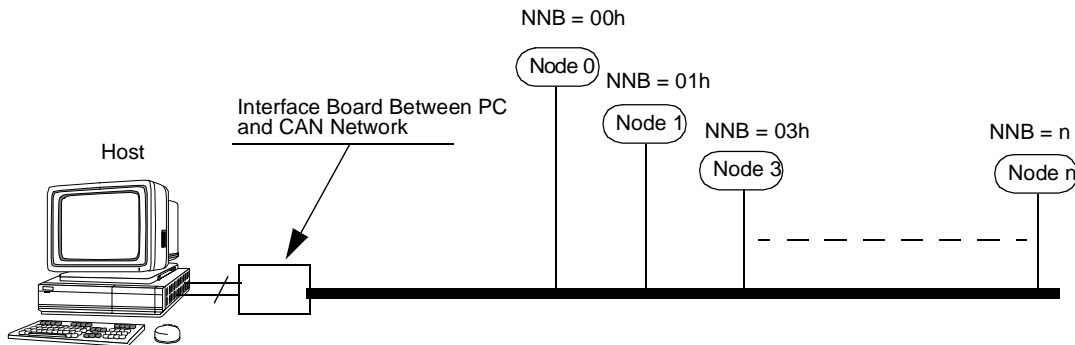 NNB = 00h
Node 0
NNB = 01h
Interface Board Between PC
and CAN Network
Node 1
NNB = 03h
NNB = n
Host
Node 3
Node n